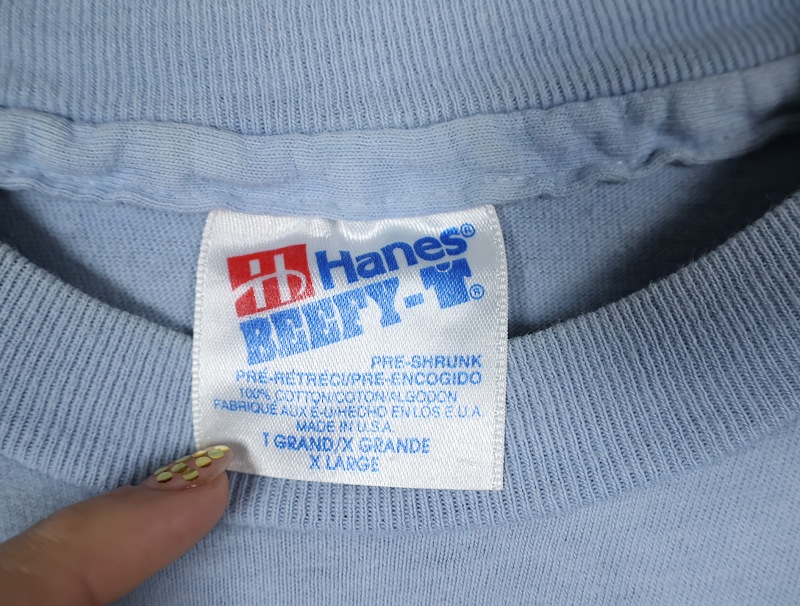 Hanes®
BEEFY-T®
PRE-SHRUNK
PRÉ-RÉTRÉCI/PRE-ENCOGIDO
100% COTTON/COTON/ALGODON
FABRIQUÉ AUX É-U/HECHO EN LOS E.U.A.
MADE IN U.S.A.
T GRAND/X GRANDE
X LARGE